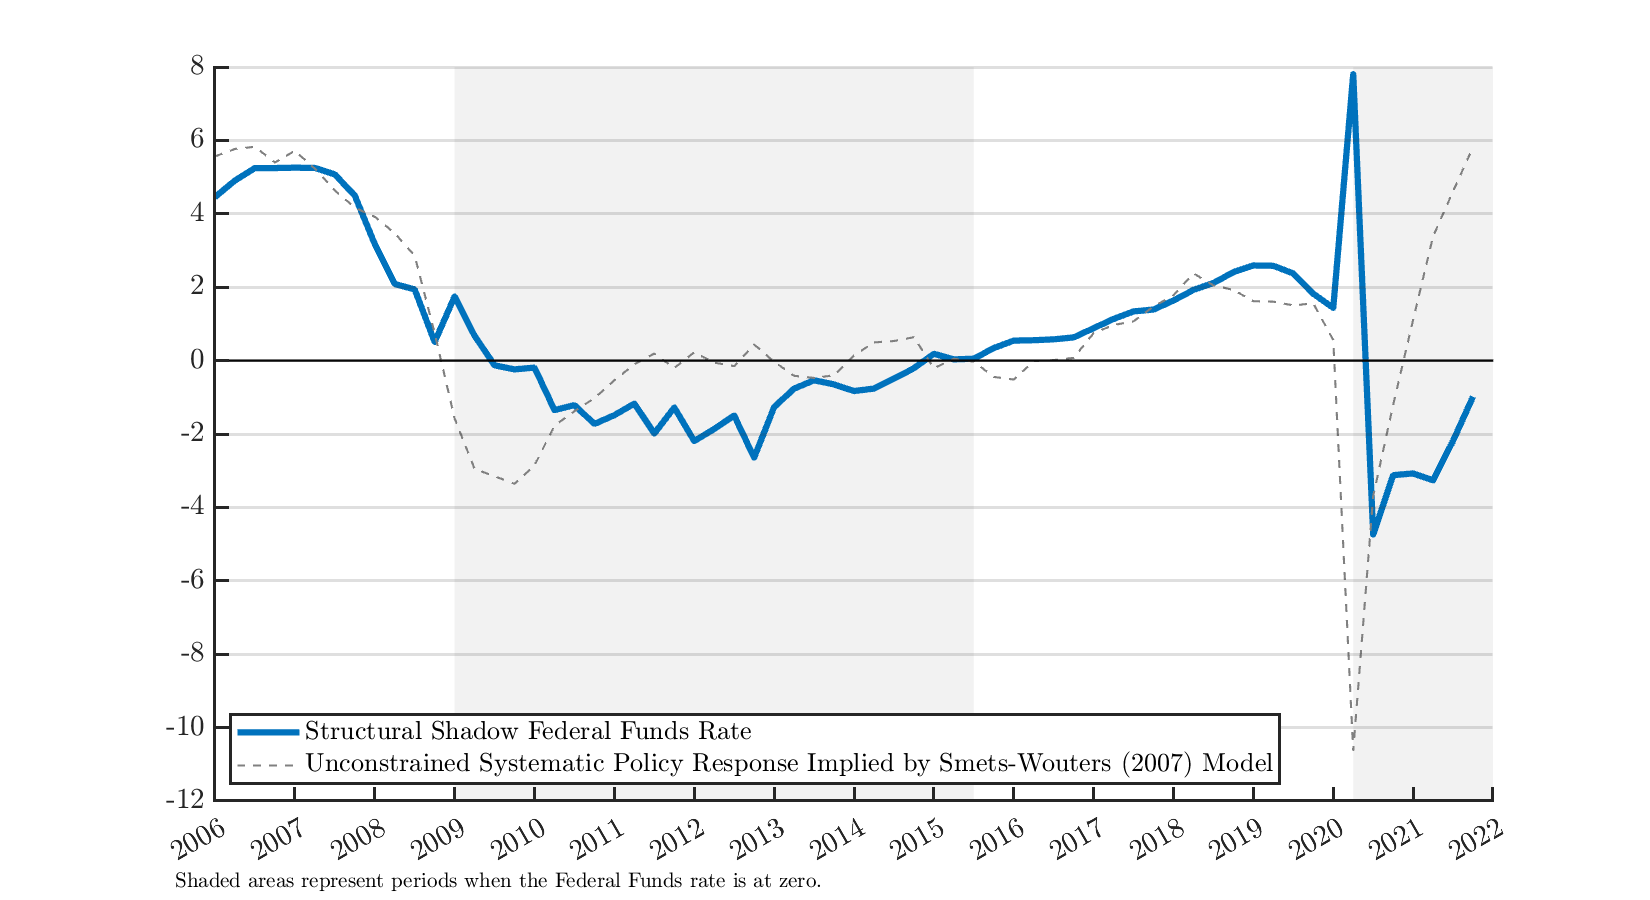 8
6
4
2
0
-2
-4
-6
-8
-10
-12
Structural Shadow Federal Funds Rate
Unconstrained Systematic Policy Response Implied by Smets-Wouters (2007) Model
2006 2007 2008 2009 2010 2011 2012 2013 2014 2015 2016 2017 2018 2019 2020 2021 2022
Shaded areas represent periods when the Federal Funds rate is at zero.